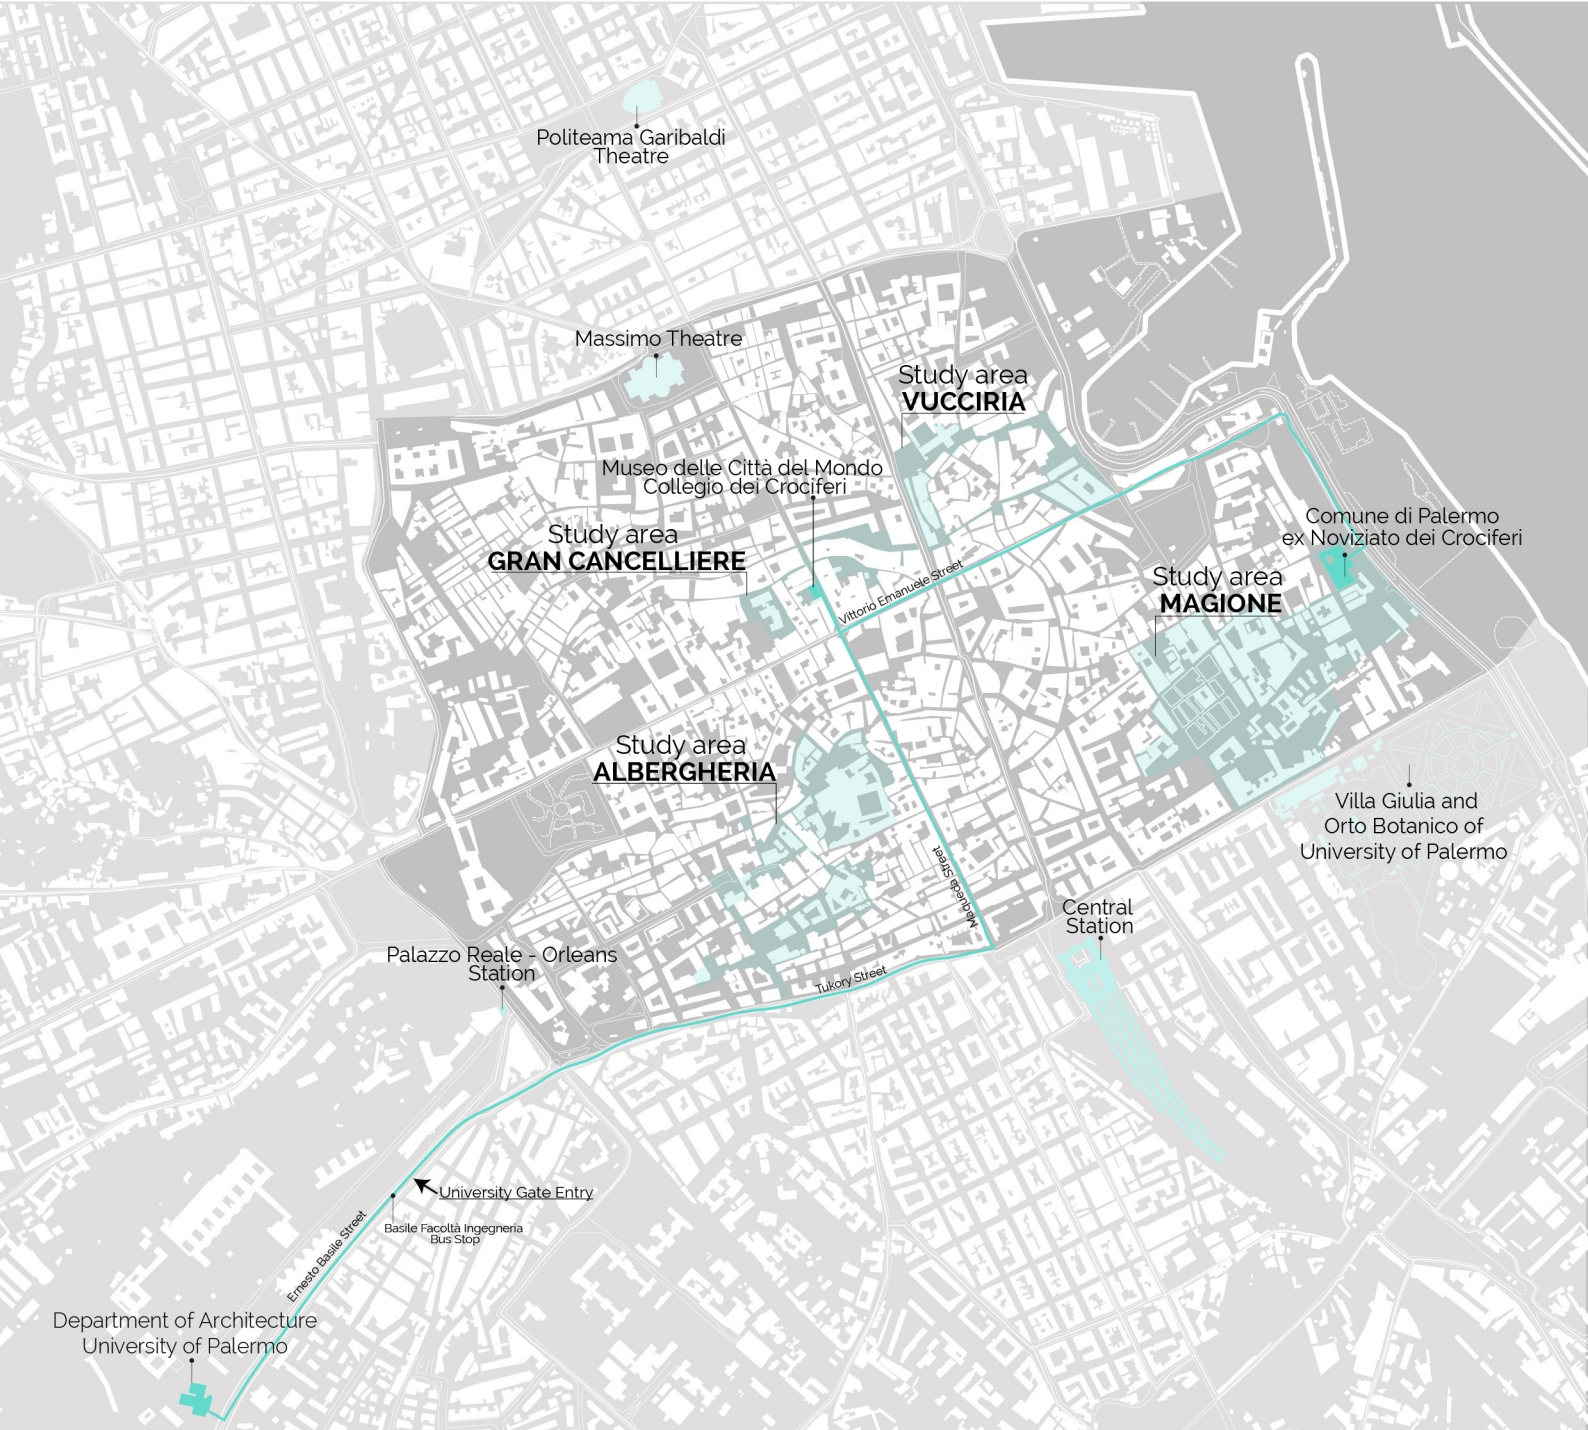 Politeama Garibaldi
Theatre
Massimo Theatre
Study area
VUCCIRIA
Museo delle Città del Mondo
Collegio dei Crociferi
Study area
GRAN CANCELLIERE
Comune di Palermo
ex Noviziato dei Crociferi
Study area
MAGIONE
Vittorio Emanuele Street
Study area
ALBERGHERIA
Villa Giulia and
Orto Botanico of
University of Palermo
Maqueda Street
Central
Station
Palazzo Reale - Orleans
Station
Tukory Street
University Gate Entry
Basile Facoltà Ingegneria
Bus Stop
Ernesto Basile Street
Department of Architecture
University of Palermo